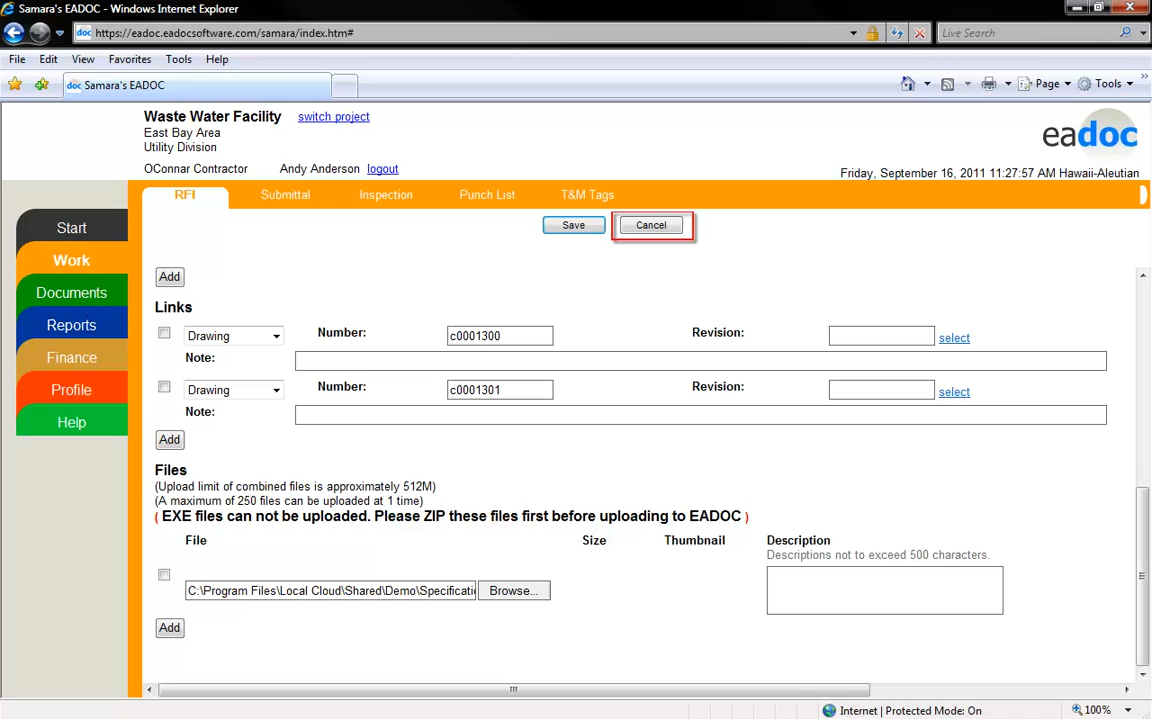 Samara's EADOC - Windows Internet Explorer
doc https://eadoc.eadocsoftware.com/samara/index.htm# Live Search
File Edit View Favorites Tools Help
doc Samara's EADOC Page Tools
Waste Water Facility switch project
East Bay Area
Utility Division
eadoc
OConnar Contractor Andy Anderson logout
Friday, September 16, 2011 11:27:57 AM Hawaii-Aleutian
RFI Submittal Inspection Punch List T&M Tags
Start
Work
Documents
Reports
Finance
Profile
Help
Save Cancel
Add
Links
Drawing Number: c0001300 Revision: select
Note:
Drawing Number: c0001301 Revision: select
Note:
Add
Files
(Upload limit of combined files is approximately 512M)
(A maximum of 250 files can be uploaded at 1 time)
( EXE files can not be uploaded. Please ZIP these files first before uploading to EADOC )
File Size Thumbnail Description
Descriptions not to exceed 500 characters.
C:\Program Files\Local Cloud\Shared\Demo\Specificati Browse...
Add
Internet | Protected Mode: On 100%